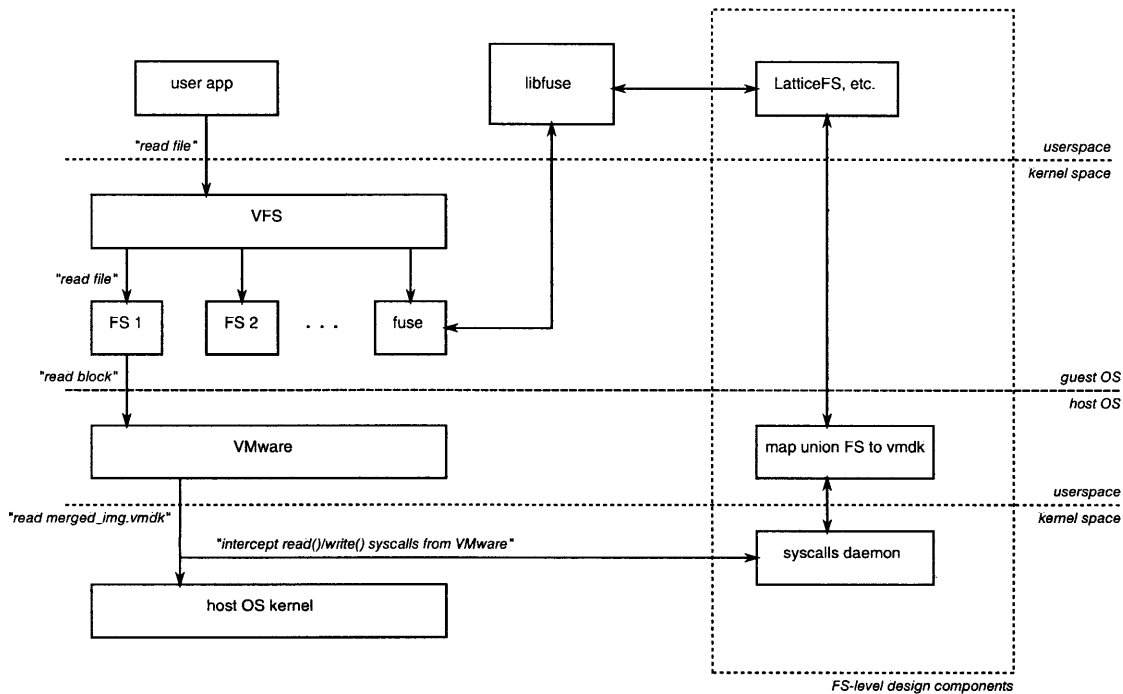 user app
libfuse
LatticeFS, etc.
"read file"
userspace
kernel space
VFS
"read file"
FS 1
FS 2
. . .
fuse
"read block"
guest OS
host OS
VMware
map union FS to vmdk
userspace
"read merged_img.vmdk"
kernel space
"intercept read()/write() syscalls from VMware"
syscalls daemon
host OS kernel
FS-level design components